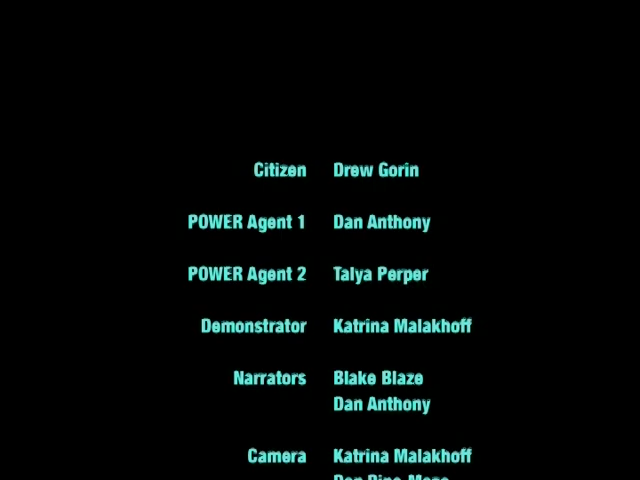 Citizen Drew Gorin
POWER Agent 1 Dan Anthony
POWER Agent 2 Talya Perper
Demonstrator Katrina Malakhoff
Narrators Blake Blaze
Dan Anthony
Camera Katrina Malakhoff